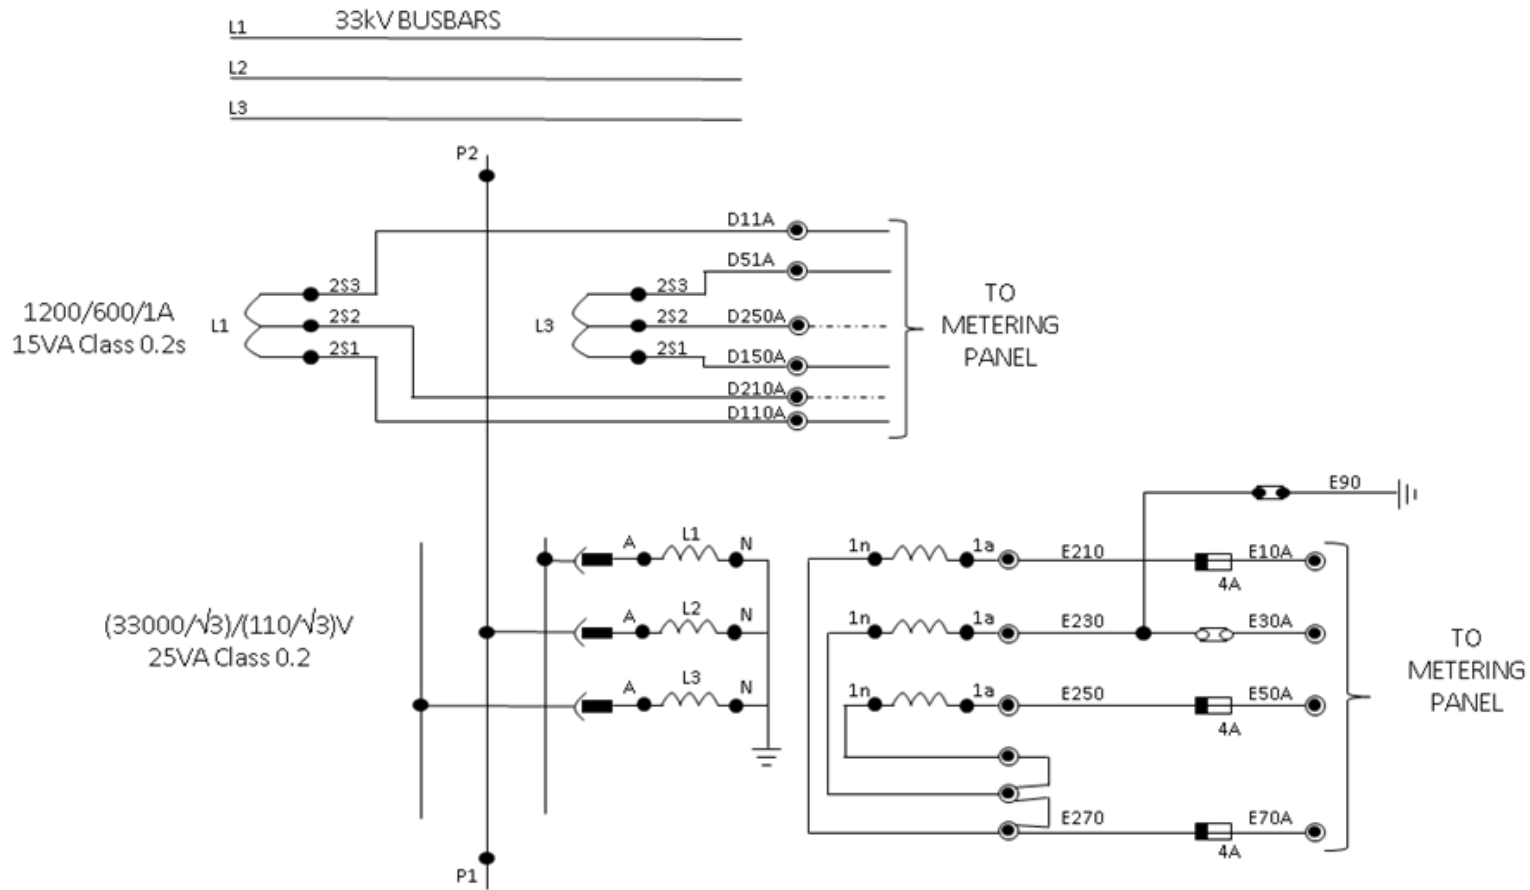 33kV BUSBARS
L1
L2
L3
P2
D11A
D51A
2S3
2S3
1200/600/1A
15VA Class 0.2s
L1
2S2
L3
2S2
D250A
2S1
2S1
D150A
D210A
D110A
TO
METERING
PANEL
E90
A
L1
N
1n
1a
E210
E10A
4A
(33000/√3)/(110/√3)V
25VA Class 0.2
A
L2
N
1n
1a
E230
E30A
A
L3
N
1n
1a
E250
E50A
4A
TO
METERING
PANEL
E270
E70A
4A
P1